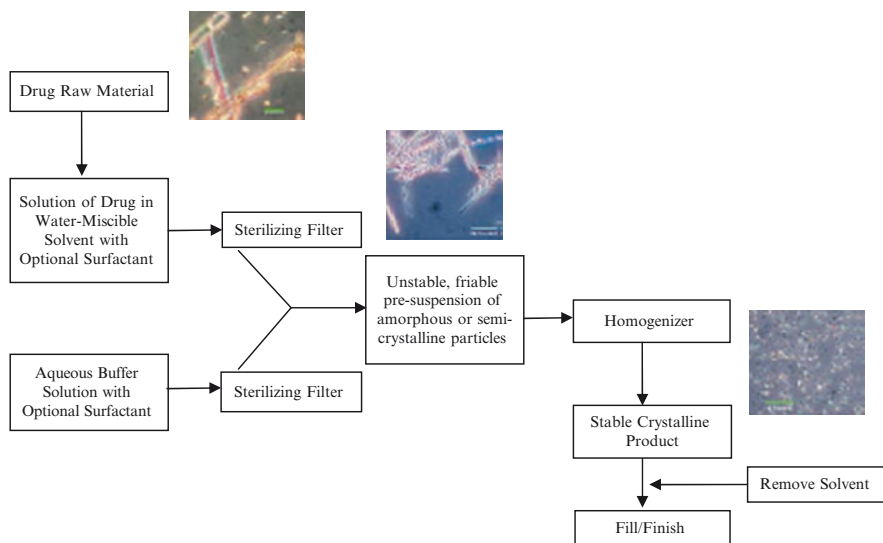 Drug Raw Material
Solution of Drug in
Water-Miscible
Solvent with
Optional Surfactant
Sterilizing Filter
Aqueous Buffer
Solution with
Optional Surfactant
Sterilizing Filter
Unstable, friable
pre-suspension of
amorphous or semi-
crystalline particles
Homogenizer
Stable Crystalline
Product
Remove Solvent
Fill/Finish